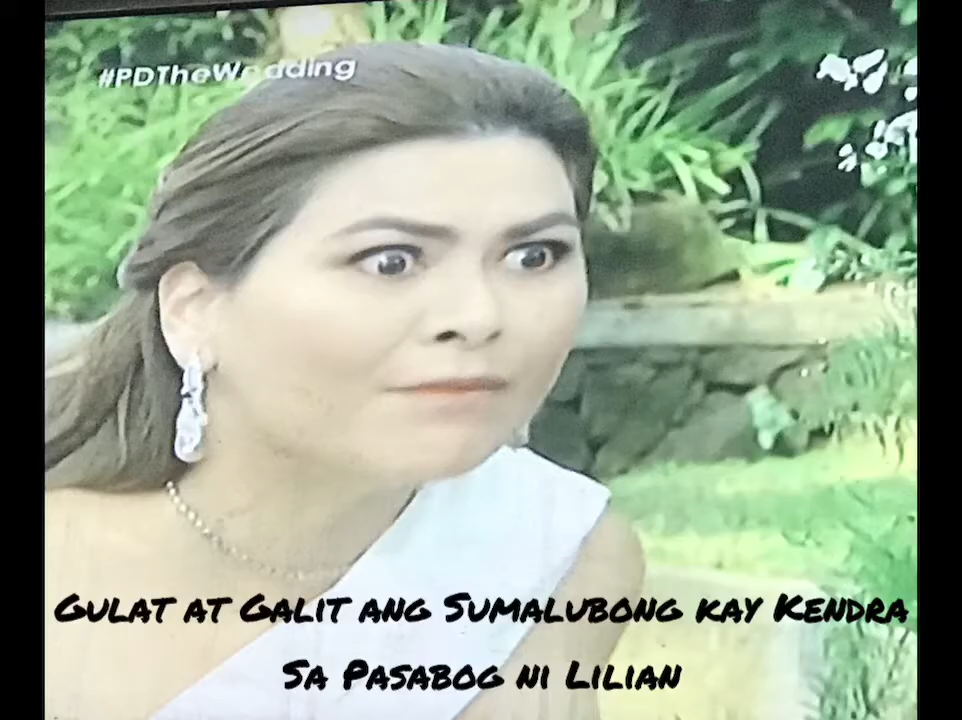 #PDTheWedding
Gulat at Galit ang Sumalubong kay Kendra
Sa Pasabog ni Lilian